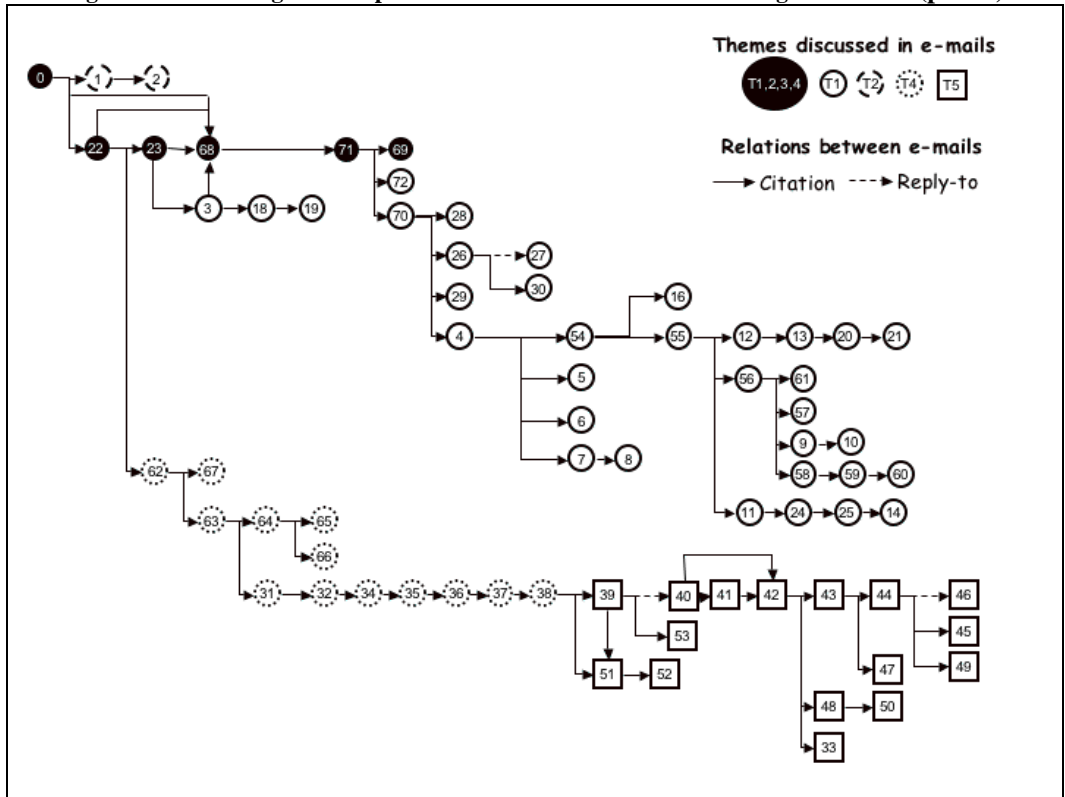 Themes discussed in e-mails
T1,2,3,4 T1 T2 T4 T5
Relations between e-mails
Citation Reply-to
0 1 2
22 23 68 71 69
72
3 18 19 70 28
26 27
30
29 16
4 54 55 12 13 20 21
5 56 61
57
6 9 10
7 8 58 59 60
62 67
11 24 25 14
63 64 65
66
31 32 34 35 36 37 38 39 40 41 42 43 44 46
53 45
51 52 47 49
48 50
33